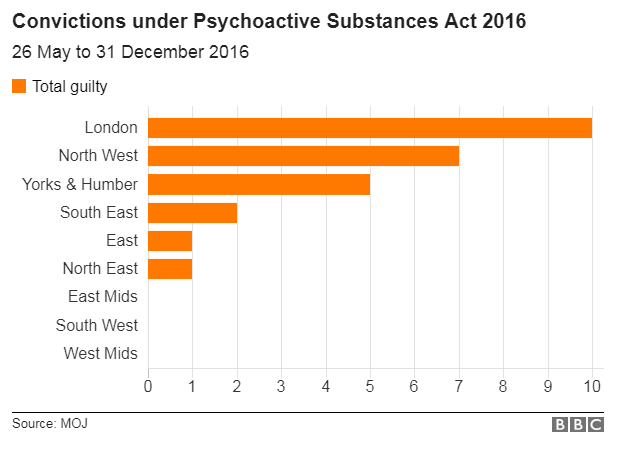 Convictions under Psychoactive Substances Act 2016
26 May to 31 December 2016
Total guilty
London
North West
Yorks & Humber
South East
East
North East
East Mids
South West
West Mids
0 1 2 3 4 5 6 7 8 9 10
Source: MOJ
BBC